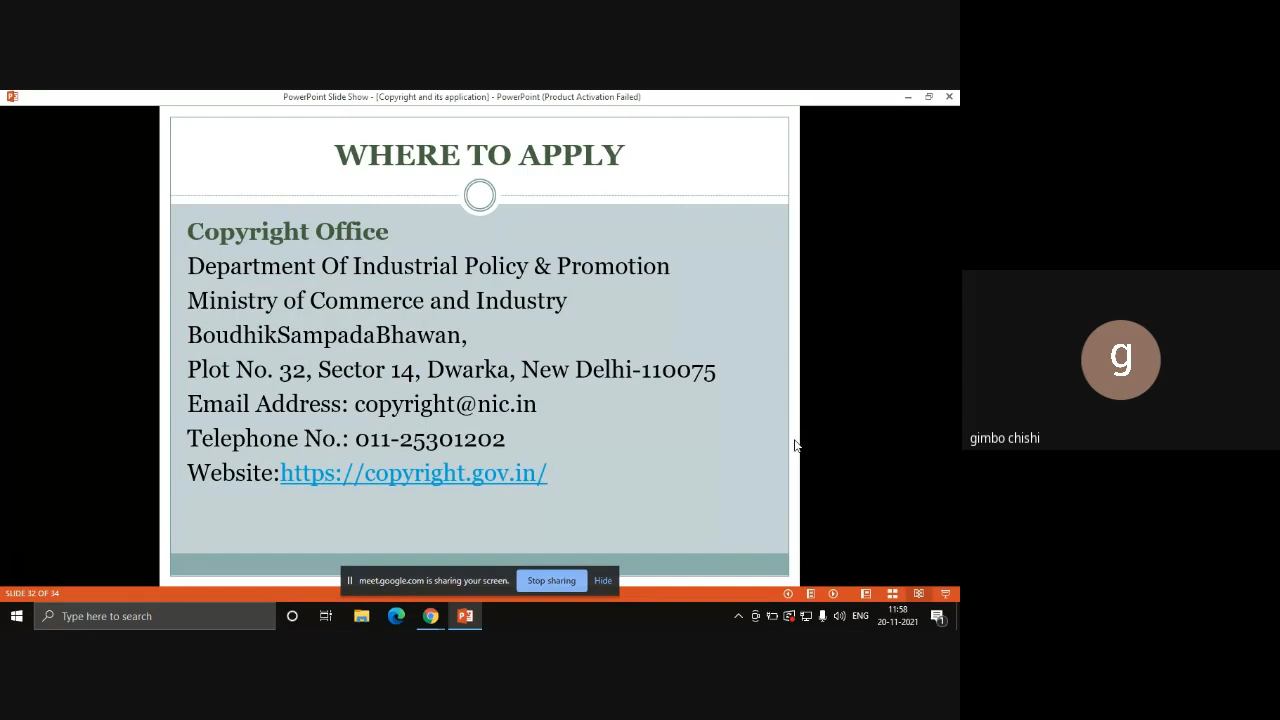 PowerPoint Slide Show - [Copyright and its application] - PowerPoint (Product Activation Failed)
WHERE TO APPLY
Copyright Office
Department Of Industrial Policy & Promotion
Ministry of Commerce and Industry
BoudhikSampadaBhawan,
Plot No. 32, Sector 14, Dwarka, New Delhi-110075
Email Address: copyright@nic.in
Telephone No.: 011-25301202
Website:https://copyright.gov.in/
meet.google.com is sharing your screen.
Stop sharing
Hide
SLIDE 32 OF 34
Type here to search
ENG
11:58
20-11-2021
1
g
gimbo chishi